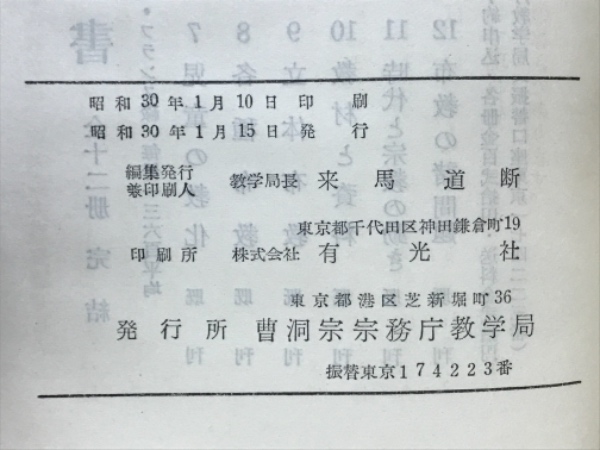 昭和30年1月10日 印刷
昭和30年1月15日 発行
編集発行兼印刷人 教学局長 来馬道断
東京都千代田区神田鎌倉町19
印刷所 株式会社 有光社
東京都港区芝新堀町36
発行所 曹洞宗宗務庁教学局
振替東京174223番